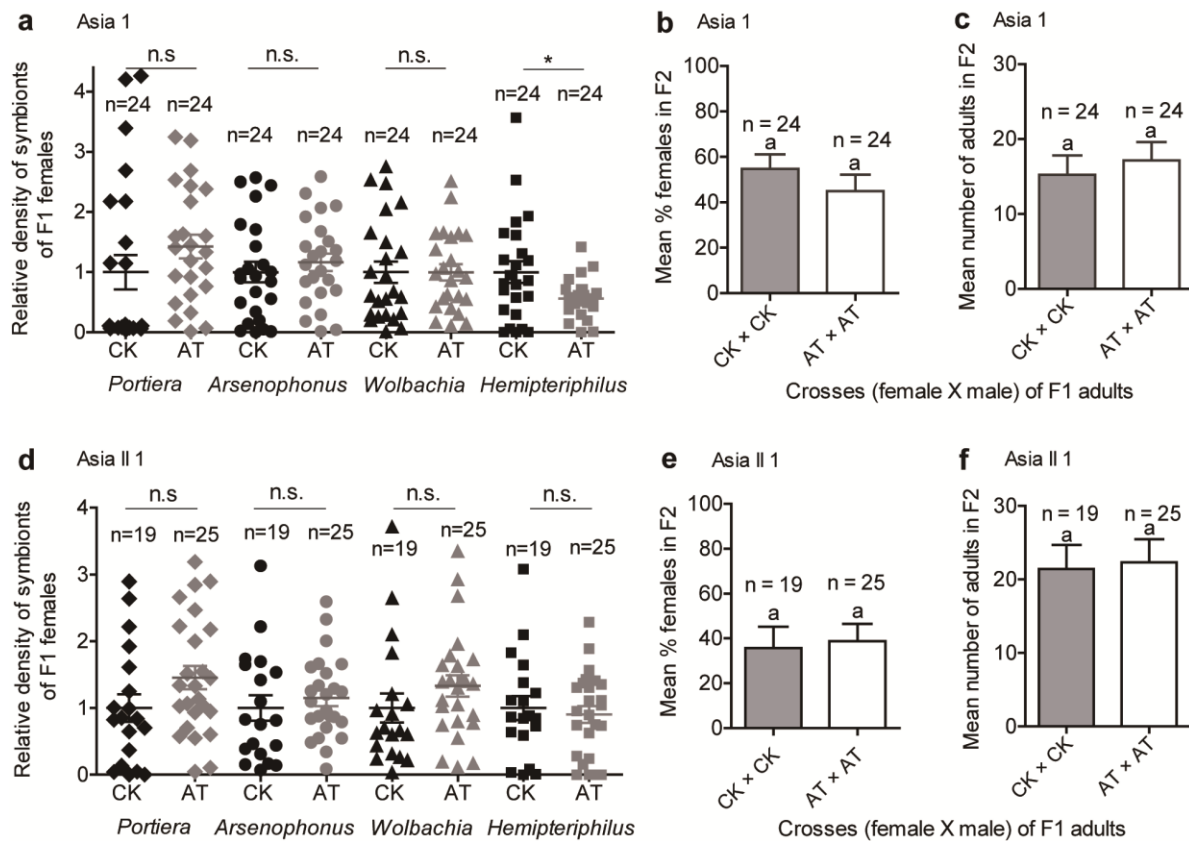 a Asia 1
Relative density of symbionts
of F1 females
n.s
n.s.
n.s.
*
n=24
n=24
n=24
n=24
n=24
n=24
n=24
n=24
4
3
2
1
0
CK
AT
CK
AT
CK
AT
CK
AT
Portiera
Arsenophonus
Wolbachia
Hemipteriphilus
b Asia 1
Mean % females in F2
100
80
60
40
20
0
n = 24
n = 24
a
a
CK × CK
AT × AT
c Asia 1
Mean number of adults in F2
30
20
10
0
n = 24
n = 24
a
a
CK × CK
AT × AT
Crosses (female X male) of F1 adults
d Asia II 1
Relative density of symbionts
of F1 females
n.s
n.s.
n.s.
n.s.
n=19
n=25
n=19
n=25
n=19
n=25
n=19
n=25
4
3
2
1
0
CK
AT
CK
AT
CK
AT
CK
AT
Portiera
Arsenophonus
Wolbachia
Hemipteriphilus
e Asia II 1
Mean % females in F2
100
80
60
40
20
0
n = 19
n = 25
a
a
CK × CK
AT × AT
f Asia II 1
Mean number of adults in F2
30
20
10
0
n = 19
n = 25
a
a
CK × CK
AT × AT
Crosses (female X male) of F1 adults